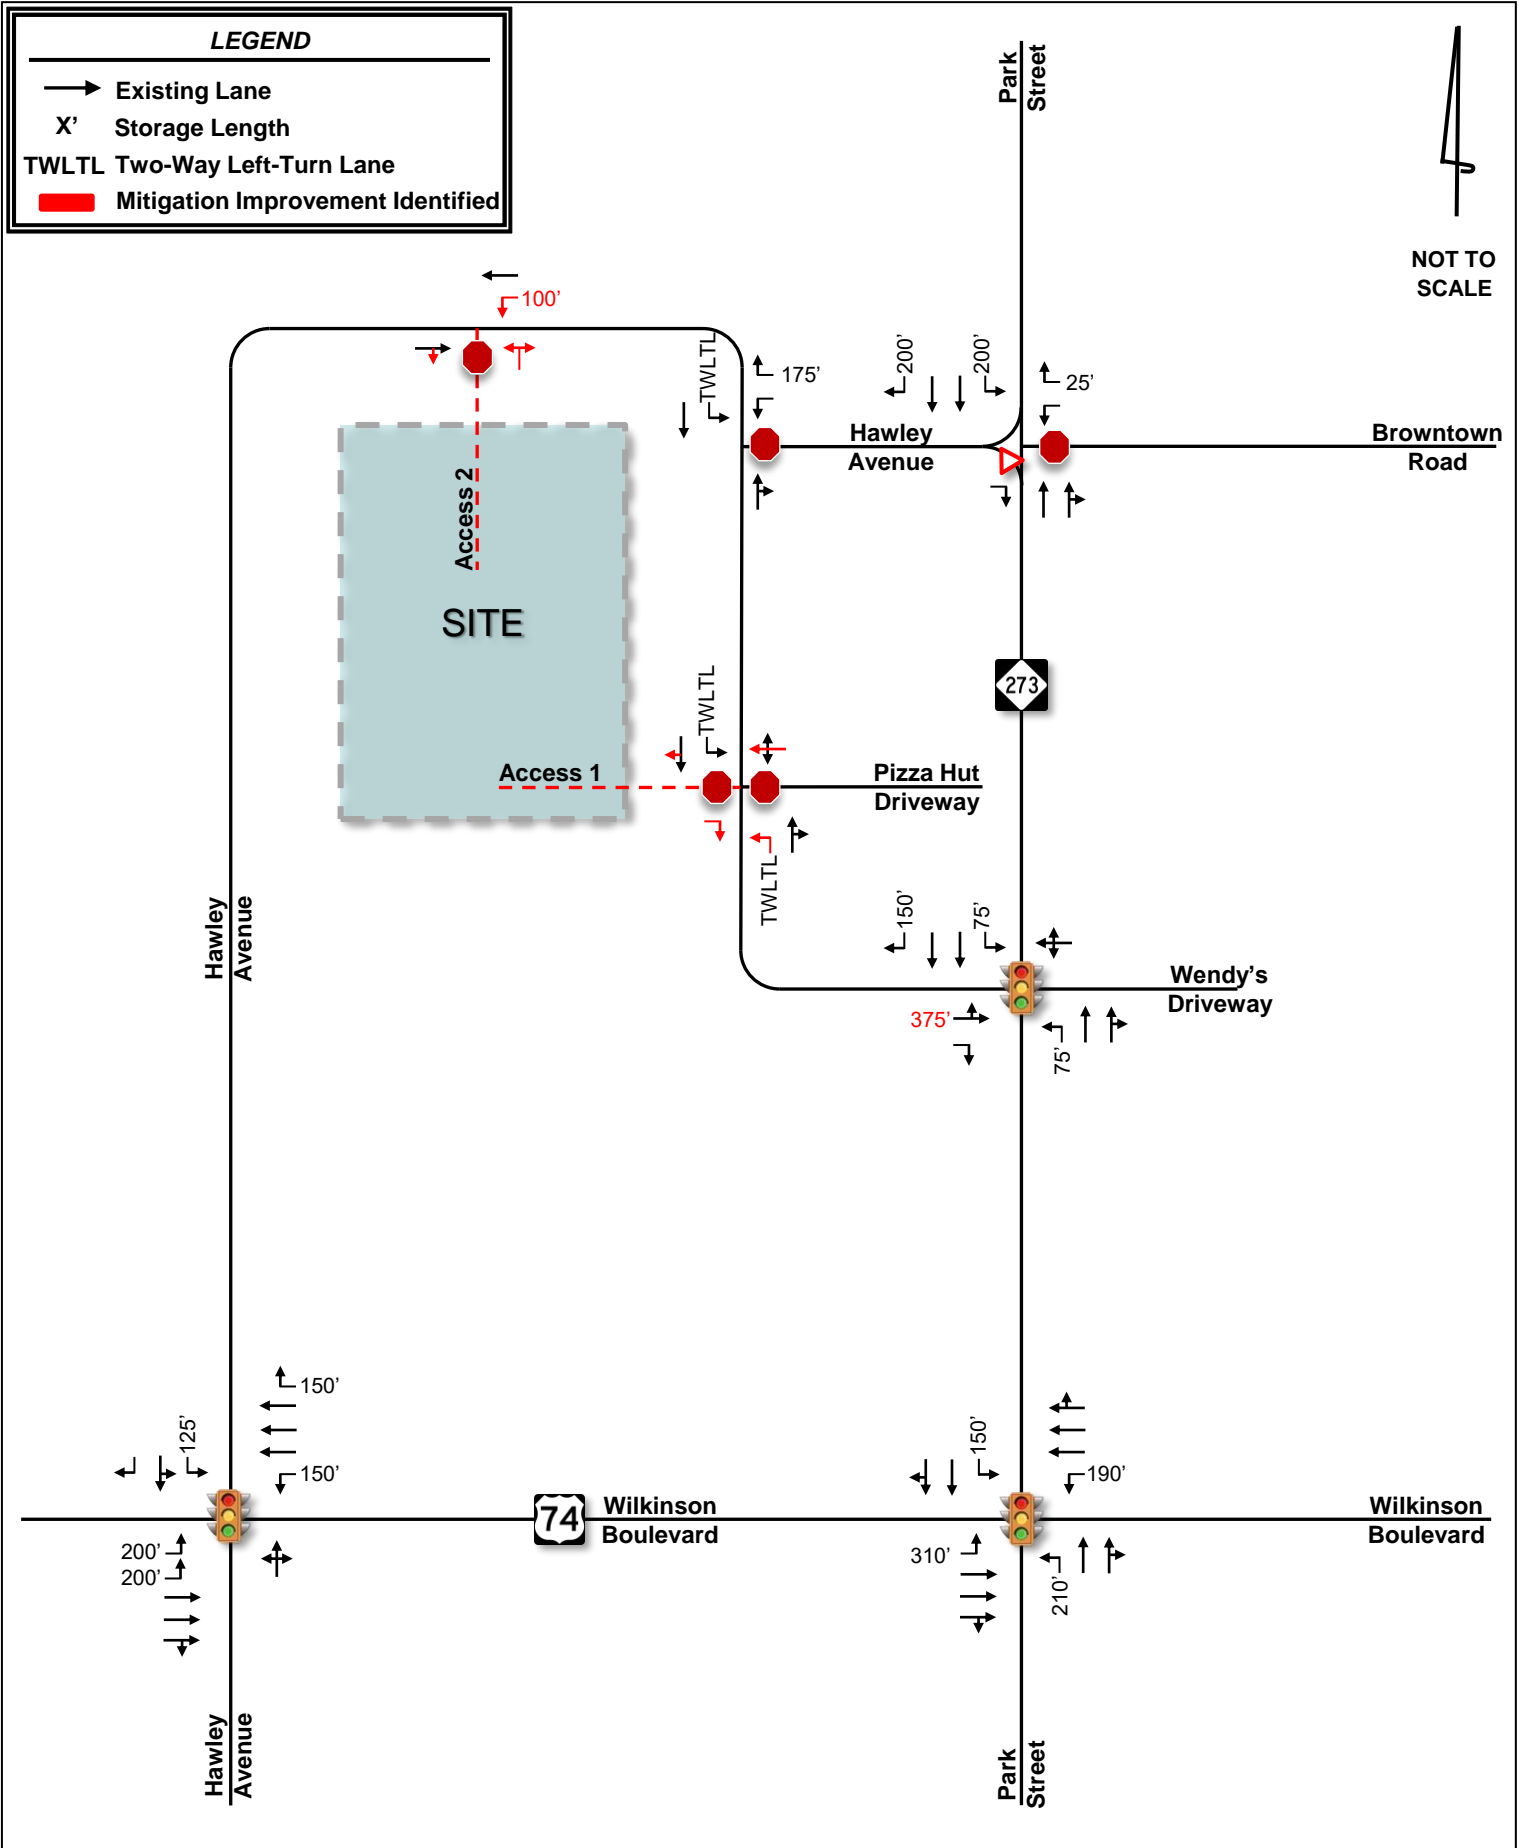 LEGEND
Existing Lane
X' Storage Length
TWLTL Two-Way Left-Turn Lane
Mitigation Improvement Identified
Park
Street
NOT TO
SCALE
100’
TWLTL
175’
200’
200’
25’
Hawley
Avenue
Browntown
Road
Access 2
SITE
273
TWLTL
Access 1
Pizza Hut
Driveway
TWLTL
150’
75’
Wendy’s
Driveway
375’
75’
Hawley
Avenue
150’
125’
150’
150’
190’
74
Wilkinson
Boulevard
Wilkinson
Boulevard
200’
200’
310’
210’
Hawley
Avenue
Park
Street